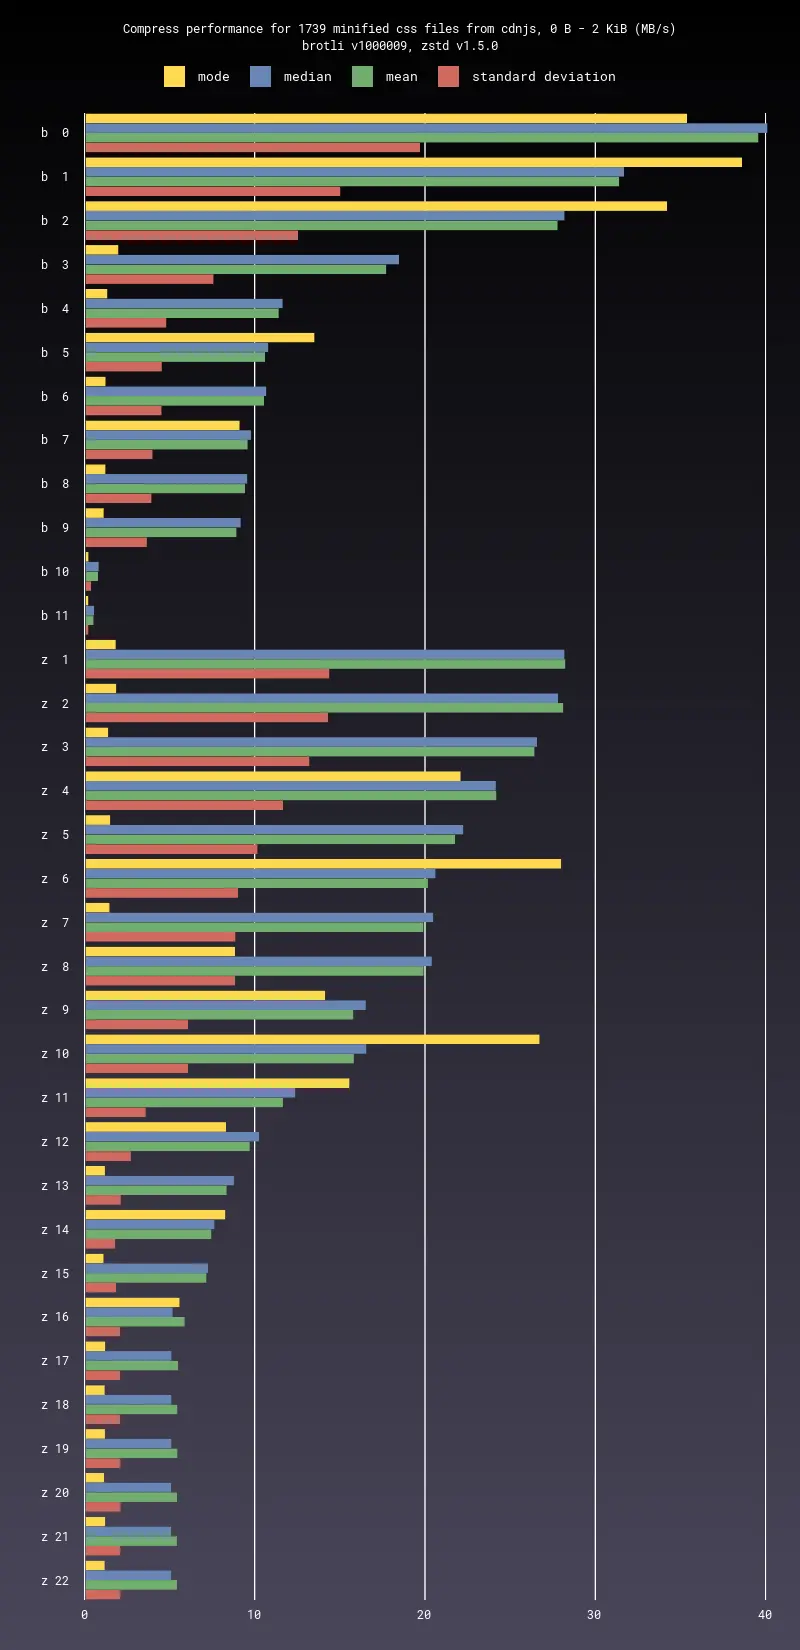 Compress performance for 1739 minified css files from cdnjs, 0 B - 2 KiB (MB/s)
brotli v1000009, zstd v1.5.0
mode median mean standard deviation
b 0
b 1
b 2
b 3
b 4
b 5
b 6
b 7
b 8
b 9
b 10
b 11
z 1
z 2
z 3
z 4
z 5
z 6
z 7
z 8
z 9
z 10
z 11
z 12
z 13
z 14
z 15
z 16
z 17
z 18
z 19
z 20
z 21
z 22
0 10 20 30 40